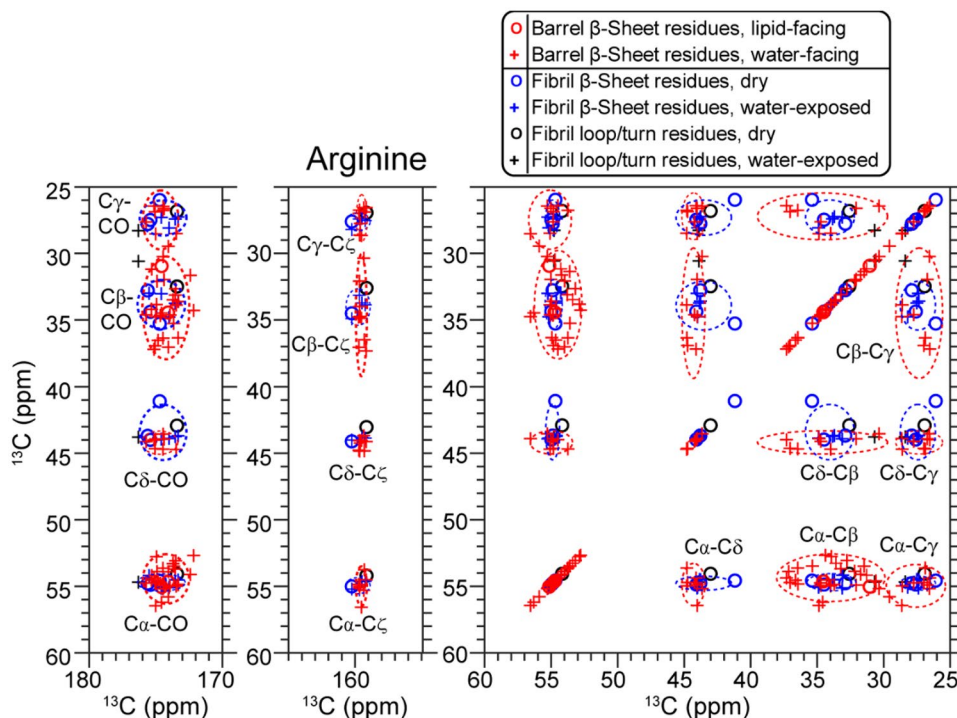 Barrel β-Sheet residues, lipid-facing
Barrel β-Sheet residues, water-facing
Fibril β-Sheet residues, dry
Fibril β-Sheet residues, water-exposed
Fibril loop/turn residues, dry
Fibril loop/turn residues, water-exposed
Arginine
25
30
35
40
45
50
55
60
¹³C (ppm)
Cγ-
CO
Cβ-
CO
Cδ-CO
Cα-CO
180
170
¹³C (ppm)
Cγ-Cζ
Cβ-Cζ
Cδ-Cζ
Cα-Cζ
160
Cβ-Cγ
Cδ-Cβ
Cδ-Cγ
Cα-Cδ
Cα-Cβ
Cα-Cγ
60
55
50
45
40
35
30
25
¹³C (ppm)
¹³C (ppm)